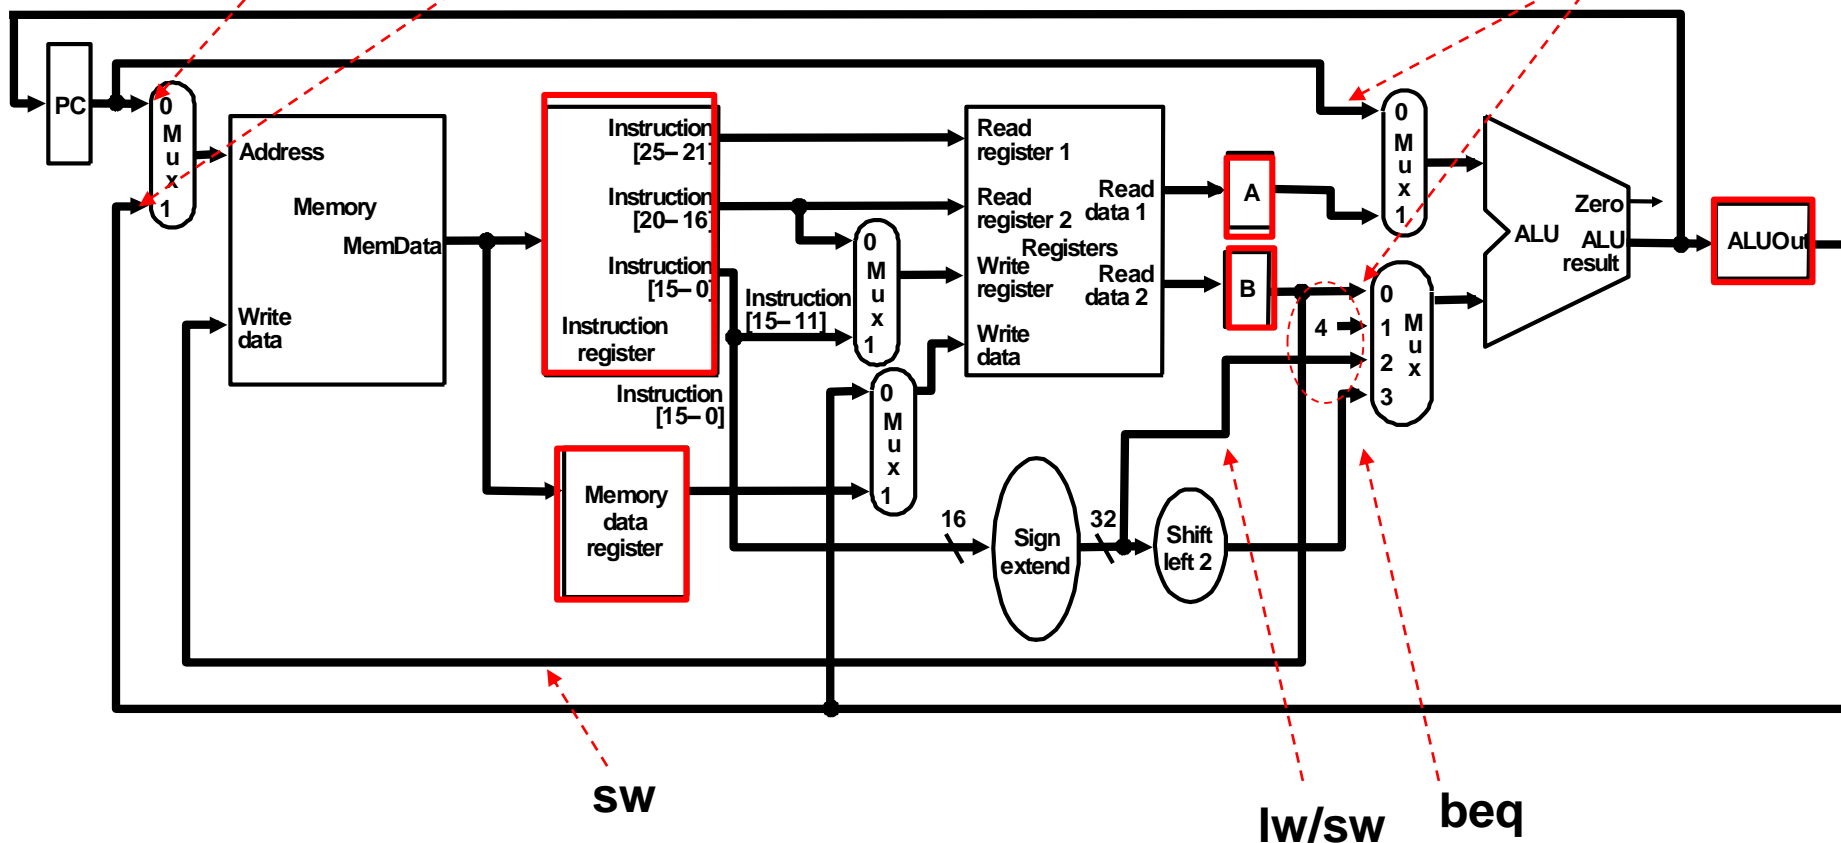 PC
0
M
u
x
1
Address
Memory
MemData
Write
data
Instruction
[25– 21]
Instruction
[20– 16]
Instruction
[15– 0]
Instruction
register
Instruction
[15– 11]
Instruction
[15– 0]
0
M
u
x
1
0
M
u
x
1
Memory
data
register
Read
register 1
Read
register 2
Registers
Write
register
Write
data
Read
data 1
Read
data 2
16
Sign
extend
32
Shift
left 2
A
B
4
0
M
u
x
1
0
1
2
3
M
u
x
ALU
Zero
ALU
result
ALUOut
sw
lw/sw
beq